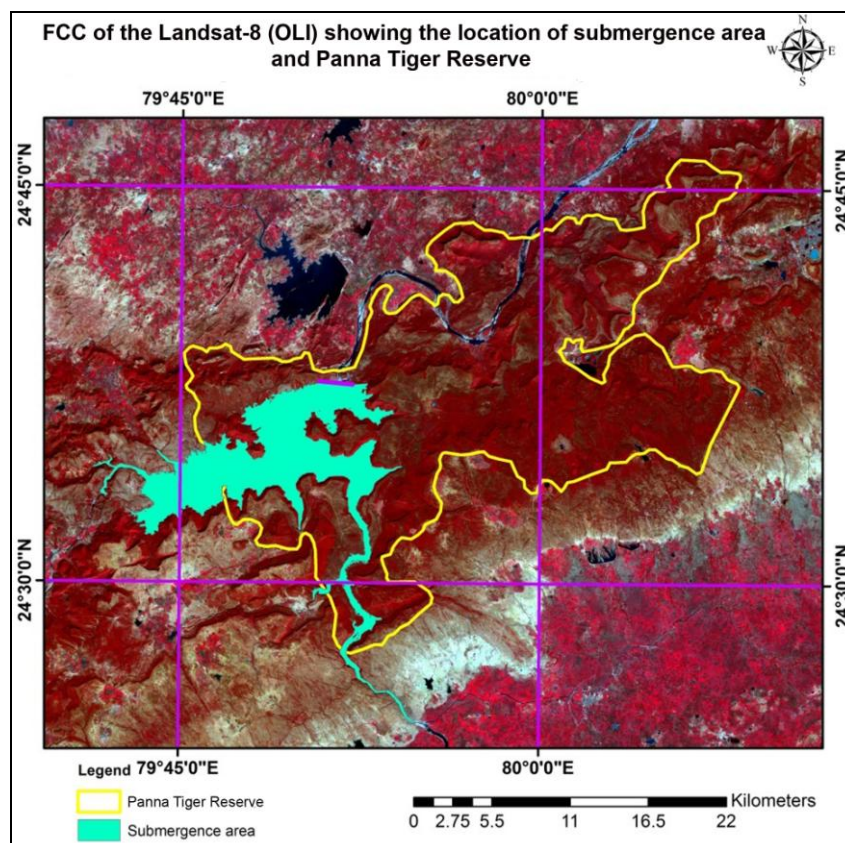 FCC of the Landsat-8 (OLI) showing the location of submergence area
and Panna Tiger Reserve
N
W E
S
79°45'0"E 80°0'0"E
24°45'0"N 24°45'0"N
24°30'0"N 24°30'0"N
79°45'0"E 80°0'0"E
Legend
Panna Tiger Reserve
Submergence area
Kilometers
0 2.75 5.5 11 16.5 22